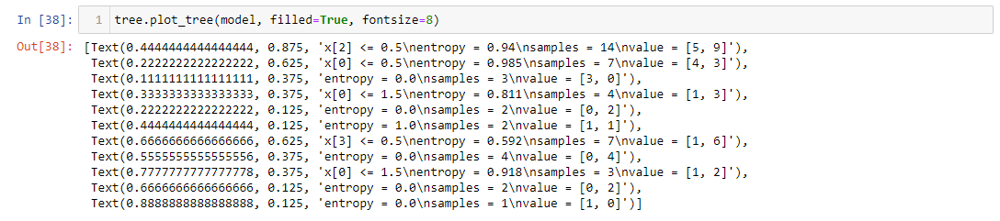 In [38]: 1 tree.plot_tree(model, filled=True, fontsize=8)
Out[38]: [Text(0.4444444444444444, 0.875, 'x[2] <= 0.5\nentropy = 0.94\nsamples = 14\nvalue = [5, 9]'),
Text(0.2222222222222222, 0.625, 'x[0] <= 0.5\nentropy = 0.985\nsamples = 7\nvalue = [4, 3]'),
Text(0.1111111111111111, 0.375, 'entropy = 0.0\nsamples = 3\nvalue = [3, 0]'),
Text(0.3333333333333333, 0.375, 'x[0] <= 1.5\nentropy = 0.811\nsamples = 4\nvalue = [1, 3]'),
Text(0.2222222222222222, 0.125, 'entropy = 0.0\nsamples = 2\nvalue = [0, 2]'),
Text(0.4444444444444444, 0.125, 'entropy = 1.0\nsamples = 2\nvalue = [1, 1]'),
Text(0.6666666666666666, 0.625, 'x[3] <= 0.5\nentropy = 0.592\nsamples = 7\nvalue = [1, 6]'),
Text(0.5555555555555556, 0.375, 'entropy = 0.0\nsamples = 4\nvalue = [0, 4]'),
Text(0.7777777777777778, 0.375, 'x[0] <= 1.5\nentropy = 0.918\nsamples = 3\nvalue = [1, 2]'),
Text(0.6666666666666666, 0.125, 'entropy = 0.0\nsamples = 2\nvalue = [0, 2]'),
Text(0.8888888888888888, 0.125, 'entropy = 0.0\nsamples = 1\nvalue = [1, 0]')]